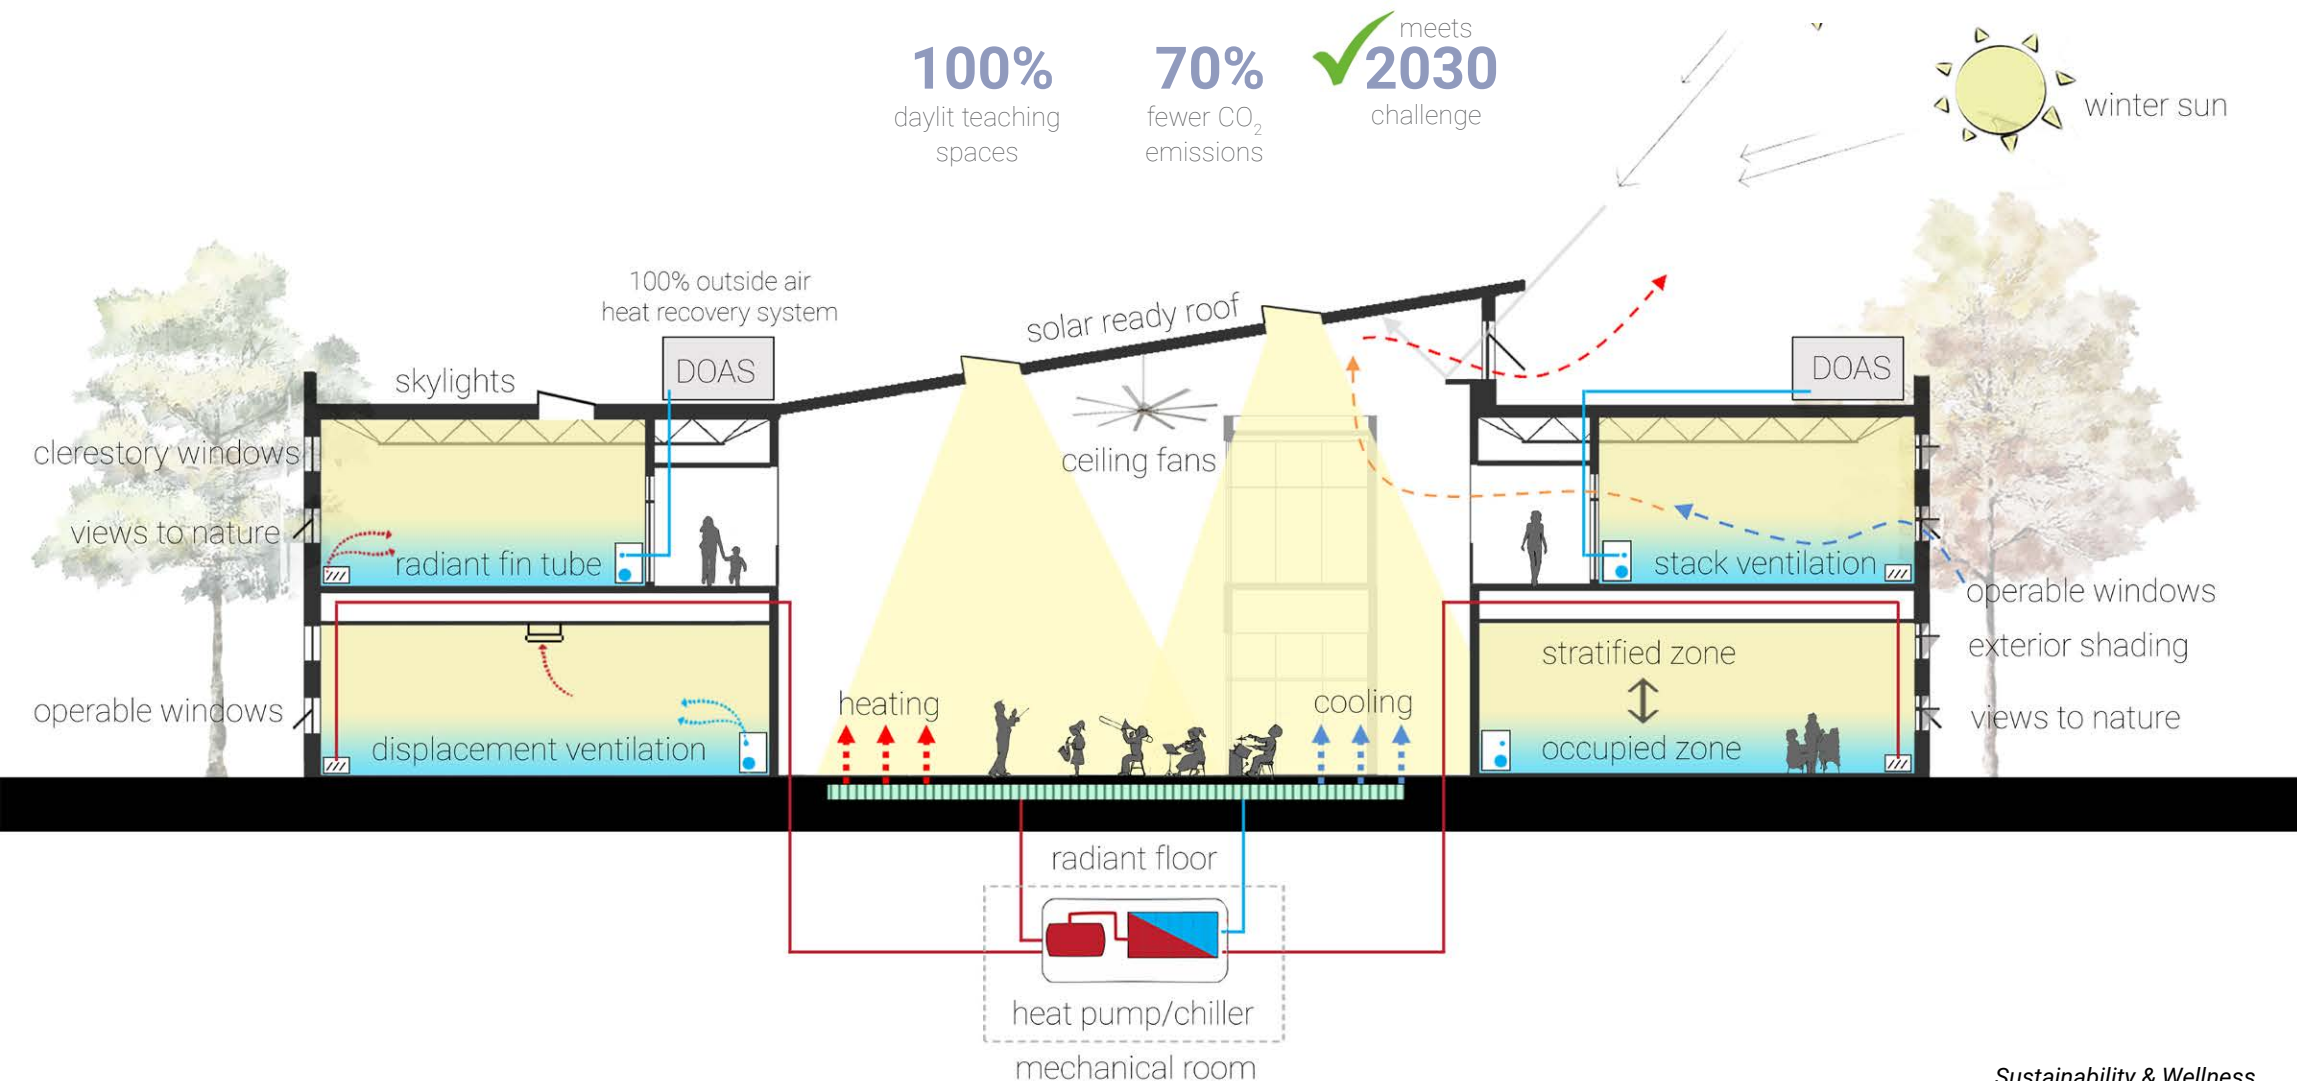 meets
100%
70%
2030
daylit teaching
spaces
fewer CO2
emissions
challenge
winter sun
100% outside air
heat recovery system
solar ready roof
DOAS
DOAS
skylights
clerestory windows
ceiling fans
views to nature
radiant fin tube
stack ventilation
operable windows
stratified zone
exterior shading
operable windows
heating
cooling
views to nature
displacement ventilation
occupied zone
radiant floor
heat pump/chiller
mechanical room
Sustainability & Wellness